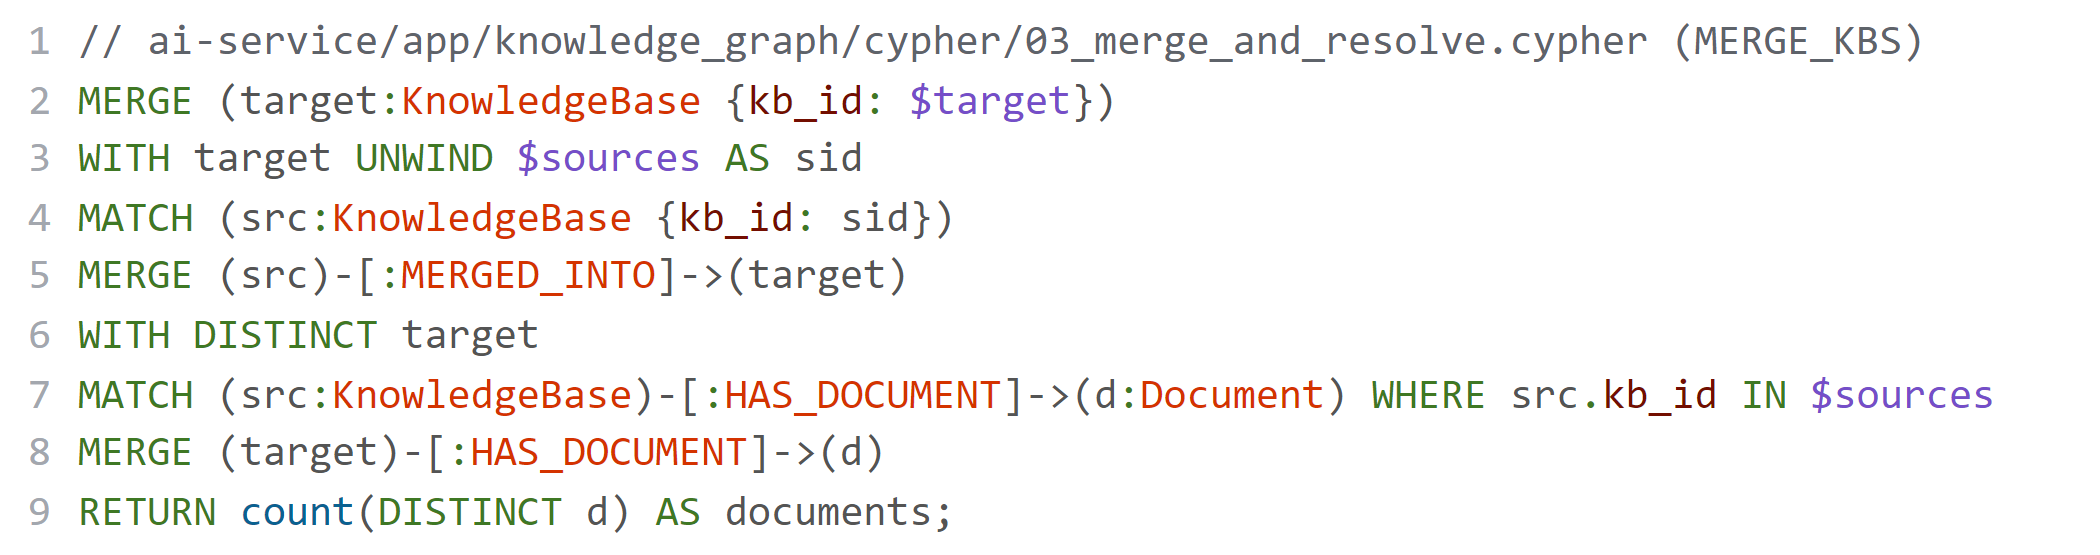 1 // ai-service/app/knowledge_graph/cypher/03_merge_and_resolve.cypher (MERGE_KBS)
2 MERGE (target:KnowledgeBase {kb_id: $target})
3 WITH target UNWIND $sources AS sid
4 MATCH (src:KnowledgeBase {kb_id: sid})
5 MERGE (src)-[:MERGED_INTO]->(target)
6 WITH DISTINCT target
7 MATCH (src:KnowledgeBase)-[:HAS_DOCUMENT]->(d:Document) WHERE src.kb_id IN $sources
8 MERGE (target)-[:HAS_DOCUMENT]->(d)
9 RETURN count(DISTINCT d) AS documents;